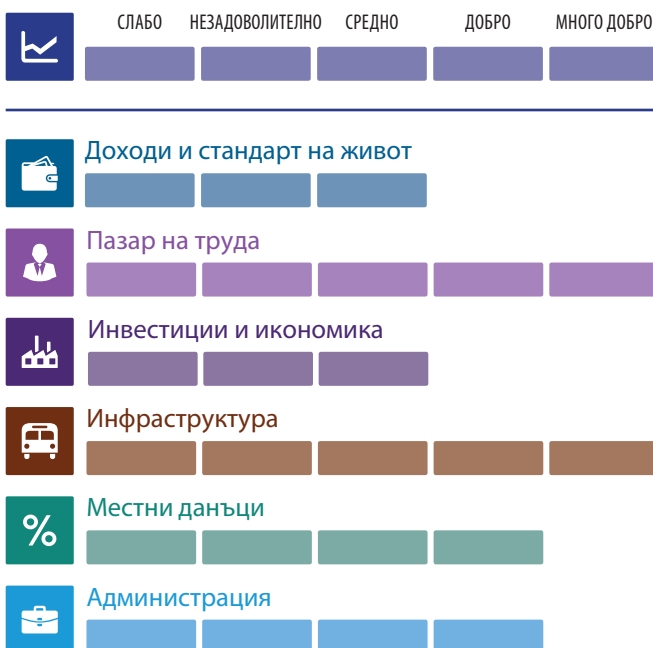 СЛАБО НЕЗАДОВОЛИТЕЛНО СРЕДНО ДОБРО МНОГО ДОБРО
Доходи и стандарт на живот
Пазар на труда
Инвестиции и икономика
Инфраструктура
Местни данъци
%
Администрация